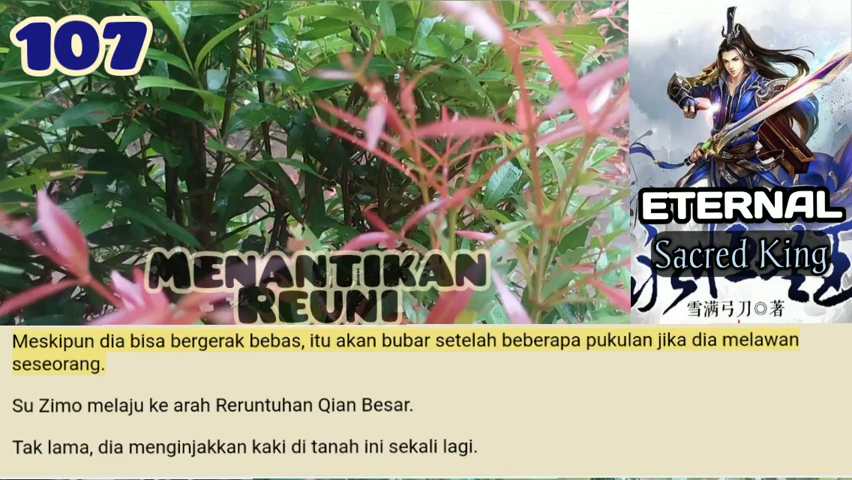 107
MENANTIKAN
REUNI
ETERNAL
Sacred King
雪满弓刀◎著
Meskipun dia bisa bergerak bebas, itu akan bubar setelah beberapa pukulan jika dia melawan
seseorang.
Su Zimo melaju ke arah Reruntuhan Qian Besar.
Tak lama, dia menginjakkan kaki di tanah ini sekali lagi.